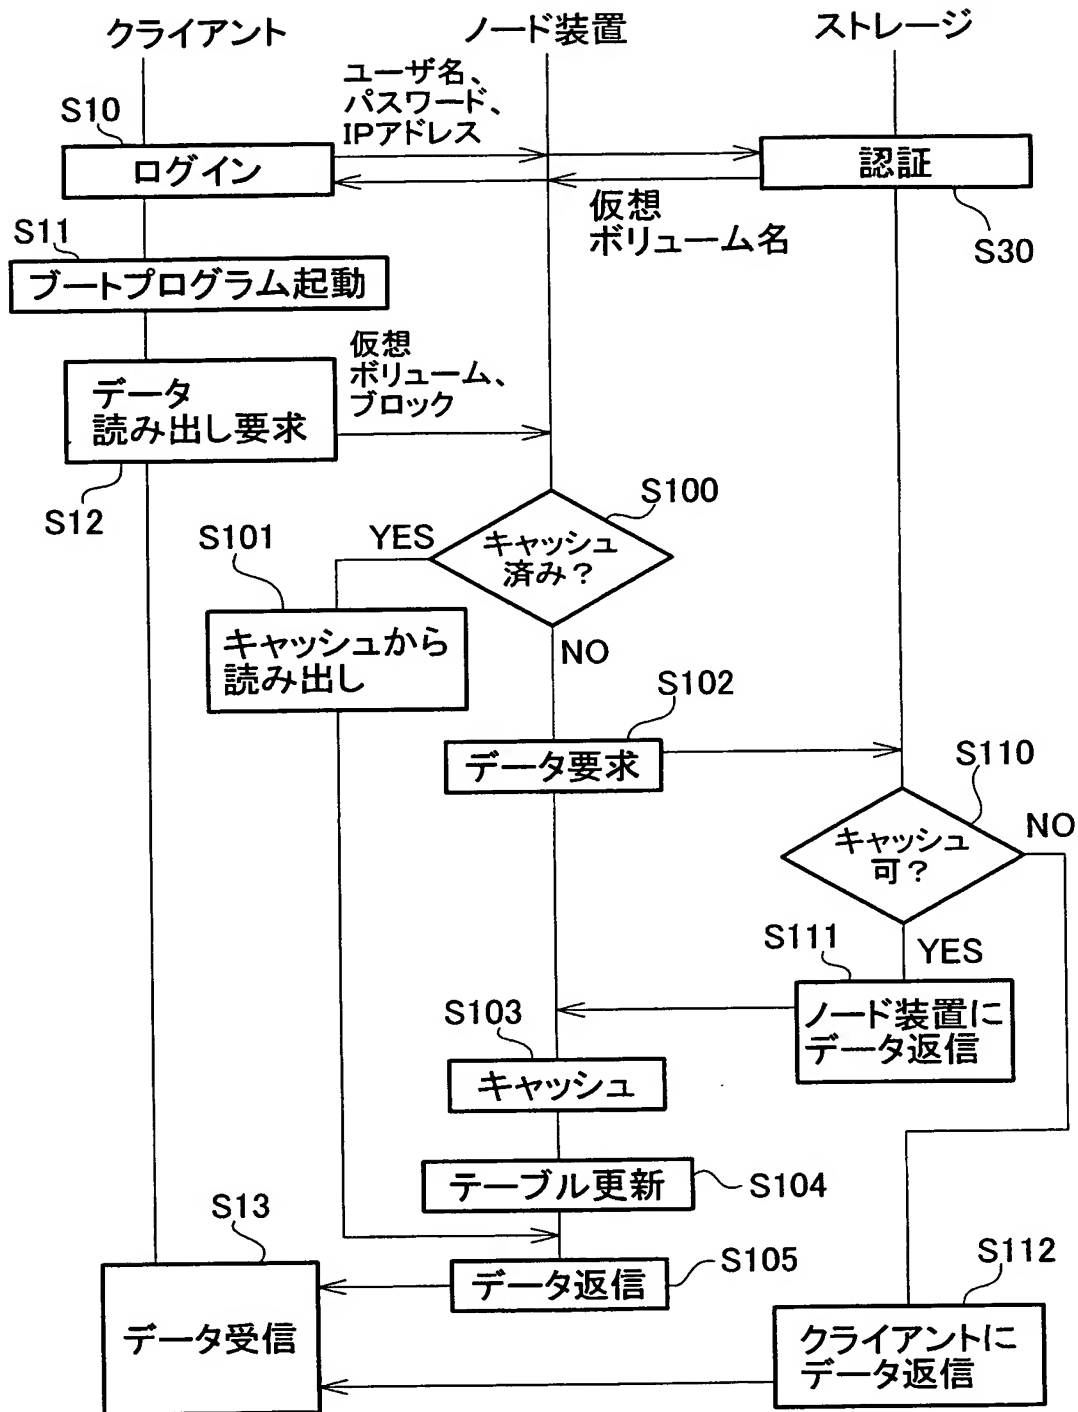 クライアント
ノード装置
ストレージ
ユーザ名、
パスワード、
IPアドレス
S10
ログイン
認証
仮想
ボリューム名
S30
S11
ブートプログラム起動
仮想
ボリューム、
ブロック
データ
読み出し要求
S12
S100
キャッシュ
済み？
YES
S101
キャッシュから
読み出し
NO
S102
データ要求
S110
キャッシュ
可？
NO
YES
S111
ノード装置に
データ返信
S103
キャッシュ
テーブル更新
S104
S13
データ返信
S105
S112
データ受信
クライアントに
データ返信